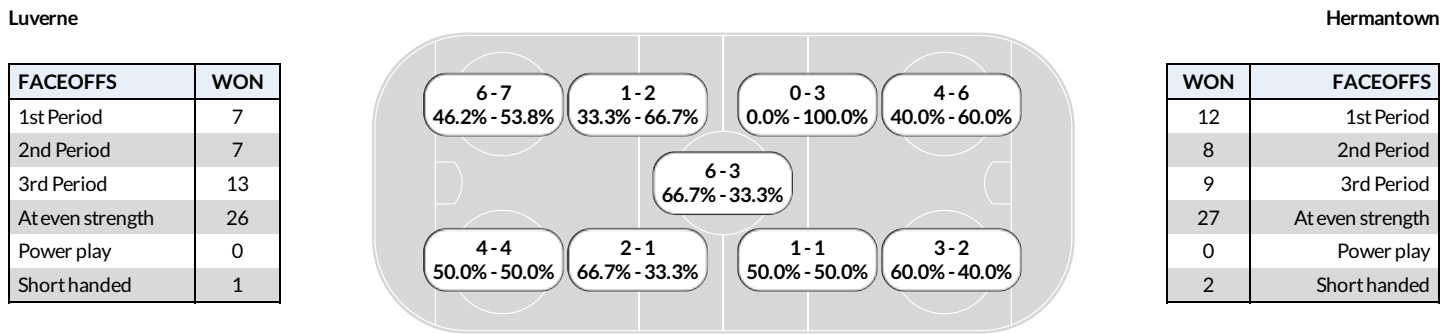 Luverne
Hermantown
FACEOFFS WON
1st Period 7
2nd Period 7
3rd Period 13
At even strength 26
Power play 0
Short handed 1
6 - 7
46.2% - 53.8%
1 - 2
33.3% - 66.7%
0 - 3
0.0% - 100.0%
4 - 6
40.0% - 60.0%
6 - 3
66.7% - 33.3%
4 - 4
50.0% - 50.0%
2 - 1
66.7% - 33.3%
1 - 1
50.0% - 50.0%
3 - 2
60.0% - 40.0%
WON FACEOFFS
12 1st Period
8 2nd Period
9 3rd Period
27 At even strength
0 Power play
2 Short handed